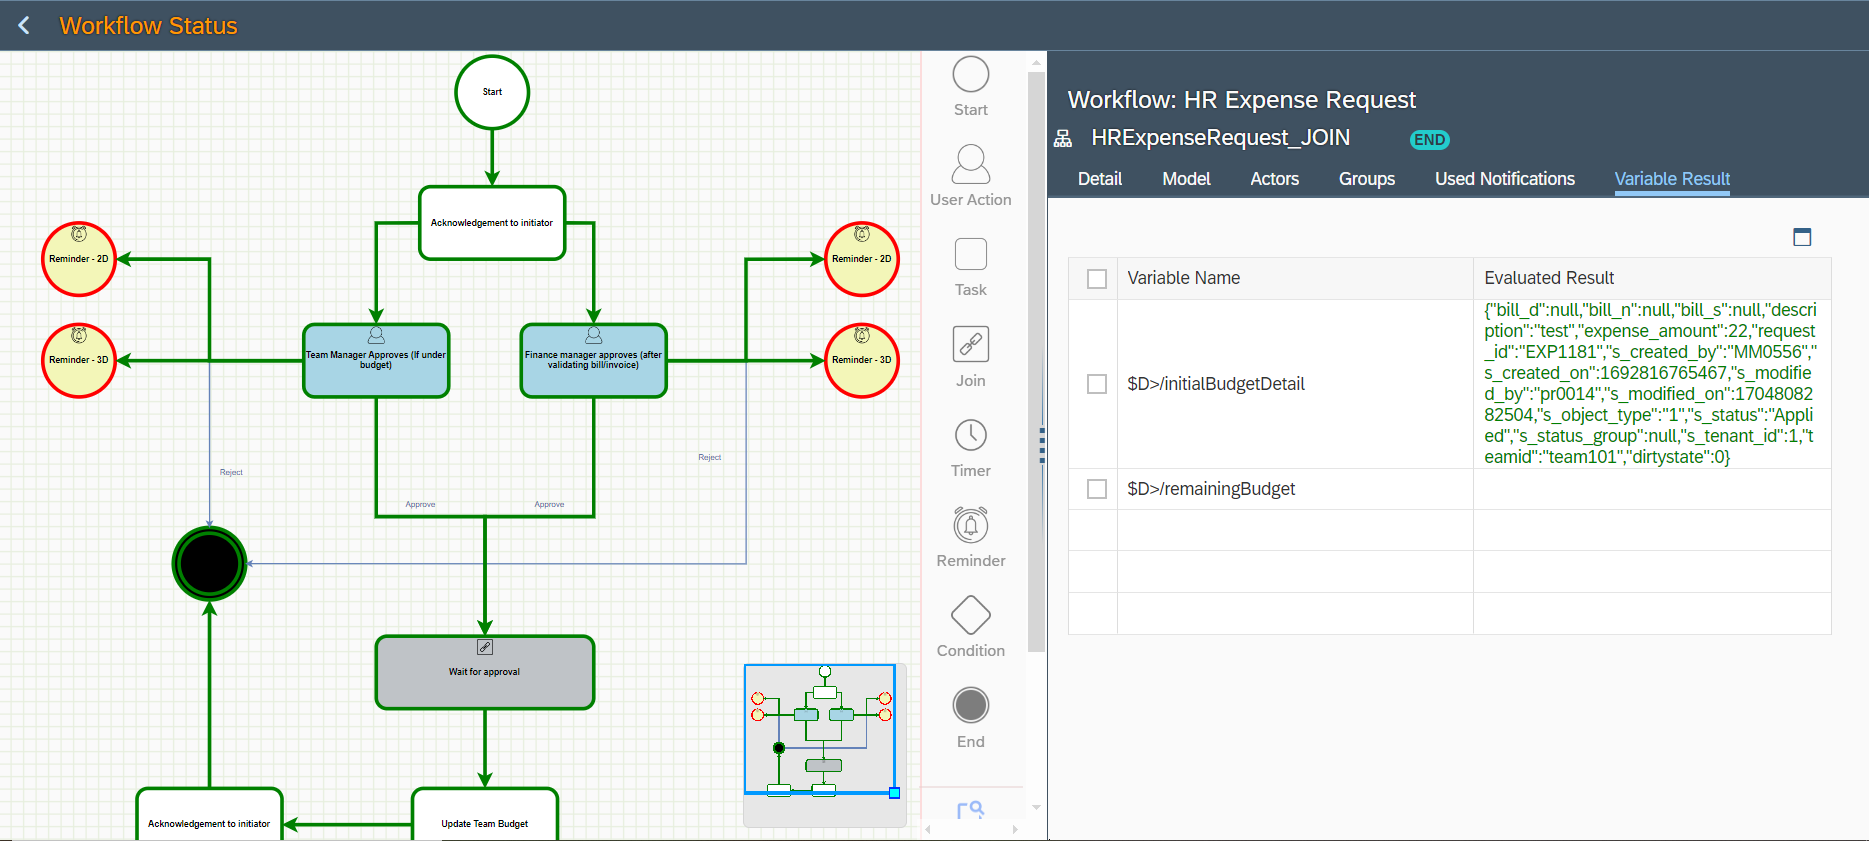 Workflow Status
Start
Acknowledgement to initiator
Reminder - 2D
Reminder - 2D
Reminder - 3D
Team Manager Approves (If under
budget)
Finance manager approves (after
validating bill/invoice)
Reminder - 3D
Reject
Reject
Approve
Approve
Wait for approval
Acknowledgement to initiator
Update Team Budget
Start
User Action
Task
Join
Timer
Reminder
Condition
End
Workflow: HR Expense Request
HRExpenseRequest_JOIN
END
Detail
Model
Actors
Groups
Used Notifications
Variable Result
Variable Name
Evaluated Result
$D>/initialBudgetDetail
{"bill_d":null,"bill_n":null,"bill_s":null,"descri
ption":"test","expense_amount":22,"request
_id":"EXP1181","s_created_by":"MM0556","
s_created_on":1692816765467,"s_modifie
d_by":"pr0014","s_modified_on":17048082
82504,"s_object_type":"1","s_status":"Appli
ed","s_status_group":null,"s_tenant_id":1,"t
eamid":"team101","dirtystate":0}
$D>/remainingBudget